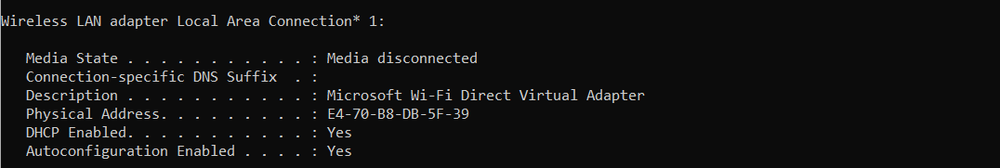 Wireless LAN adapter Local Area Connection* 1:
Media State . . . . . . . . . . . : Media disconnected
Connection-specific DNS Suffix  . :
Description . . . . . . . . . . . : Microsoft Wi-Fi Direct Virtual Adapter
Physical Address. . . . . . . . . : E4-70-B8-DB-5F-39
DHCP Enabled. . . . . . . . . . . : Yes
Autoconfiguration Enabled . . . . : Yes